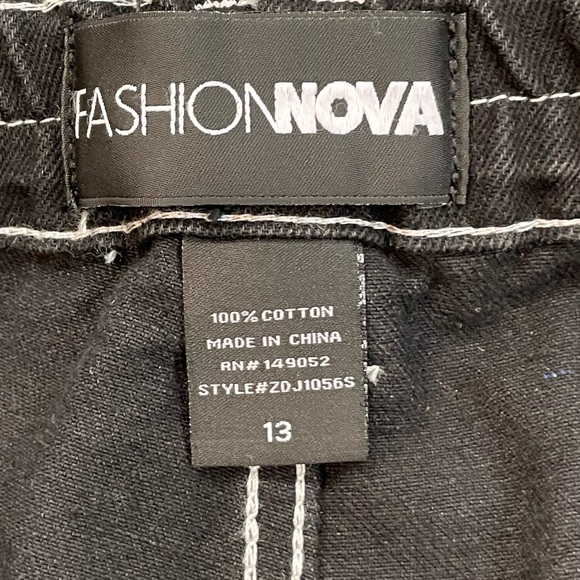 FASHIONNOVA
100% COTTON
MADE IN CHINA
RN# 149052
STYLE#ZDJ1056S
13